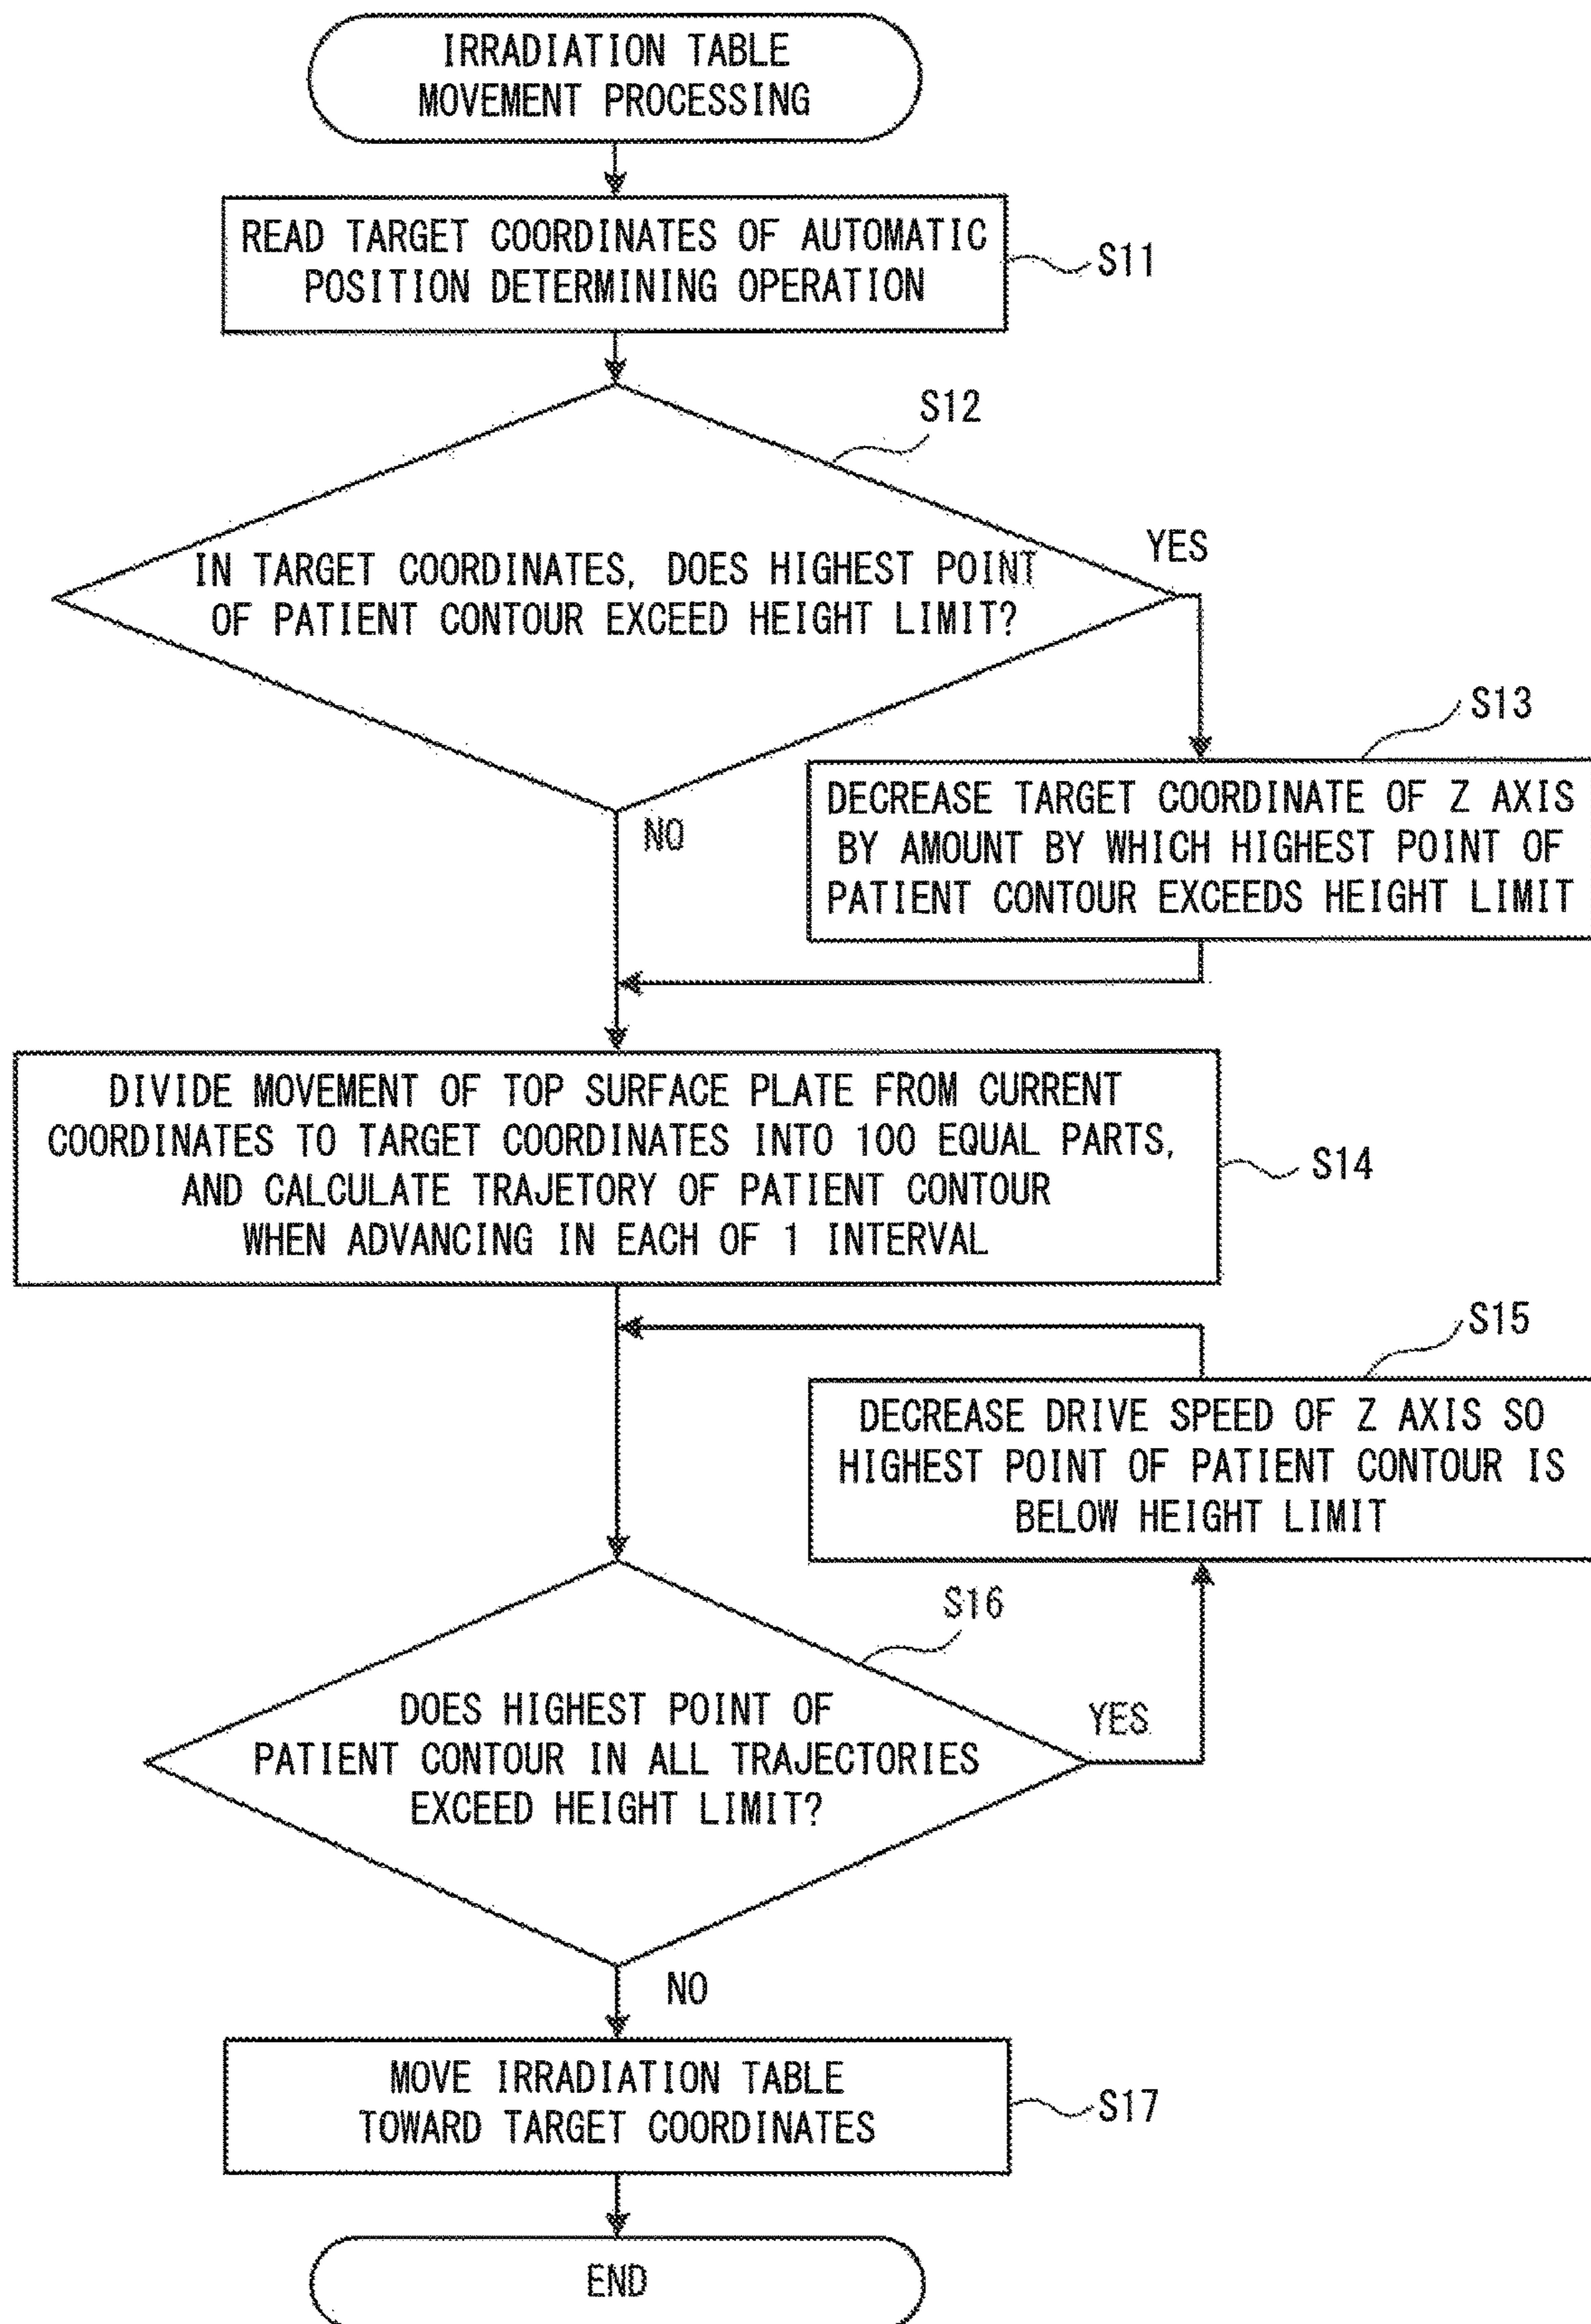 IRRADIATION TABLE
MOVEMENT PROCESSING
READ TARGET COORDINATES OF AUTOMATIC
POSITION DETERMINING OPERATION
S11
S12
IN TARGET COORDINATES, DOES HIGHEST POINT
OF PATIENT CONTOUR EXCEED HEIGHT LIMIT?
YES
NO
S13
DECREASE TARGET COORDINATE OF Z AXIS
BY AMOUNT BY WHICH HIGHEST POINT OF
PATIENT CONTOUR EXCEEDS HEIGHT LIMIT
DIVIDE MOVEMENT OF TOP SURFACE PLATE FROM CURRENT
COORDINATES TO TARGET COORDINATES INTO 100 EQUAL PARTS,
AND CALCULATE TRAJETORY OF PATIENT CONTOUR
WHEN ADVANCING IN EACH OF 1 INTERVAL
S14
S15
DECREASE DRIVE SPEED OF Z AXIS SO
HIGHEST POINT OF PATIENT CONTOUR IS
BELOW HEIGHT LIMIT
S16
DOES HIGHEST POINT OF
PATIENT CONTOUR IN ALL TRAJECTORIES
EXCEED HEIGHT LIMIT?
YES
NO
MOVE IRRADIATION TABLE
TOWARD TARGET COORDINATES
S17
END